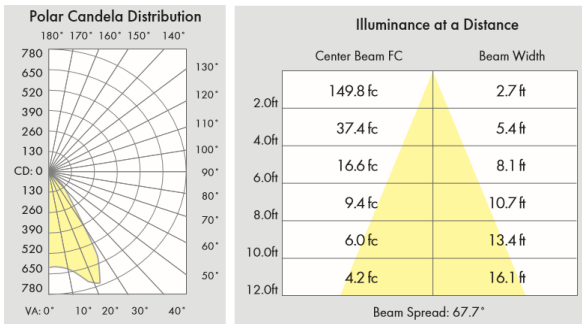 Polar Candela Distribution
180° 170° 160° 150° 140°
780
650
520
390
260
130
CD: 0
130
260
390
520
650
780
130°
120°
110°
100°
90°
80°
70°
60°
50°
VA: 0° 10° 20° 30° 40°
Illuminance at a Distance
Center Beam FC Beam Width
2.0ft 149.8 fc 2.7 ft
4.0ft 37.4 fc 5.4 ft
6.0ft 16.6 fc 8.1 ft
8.0ft 9.4 fc 10.7 ft
10.0ft 6.0 fc 13.4 ft
12.0ft 4.2 fc 16.1 ft
Beam Spread: 67.7°